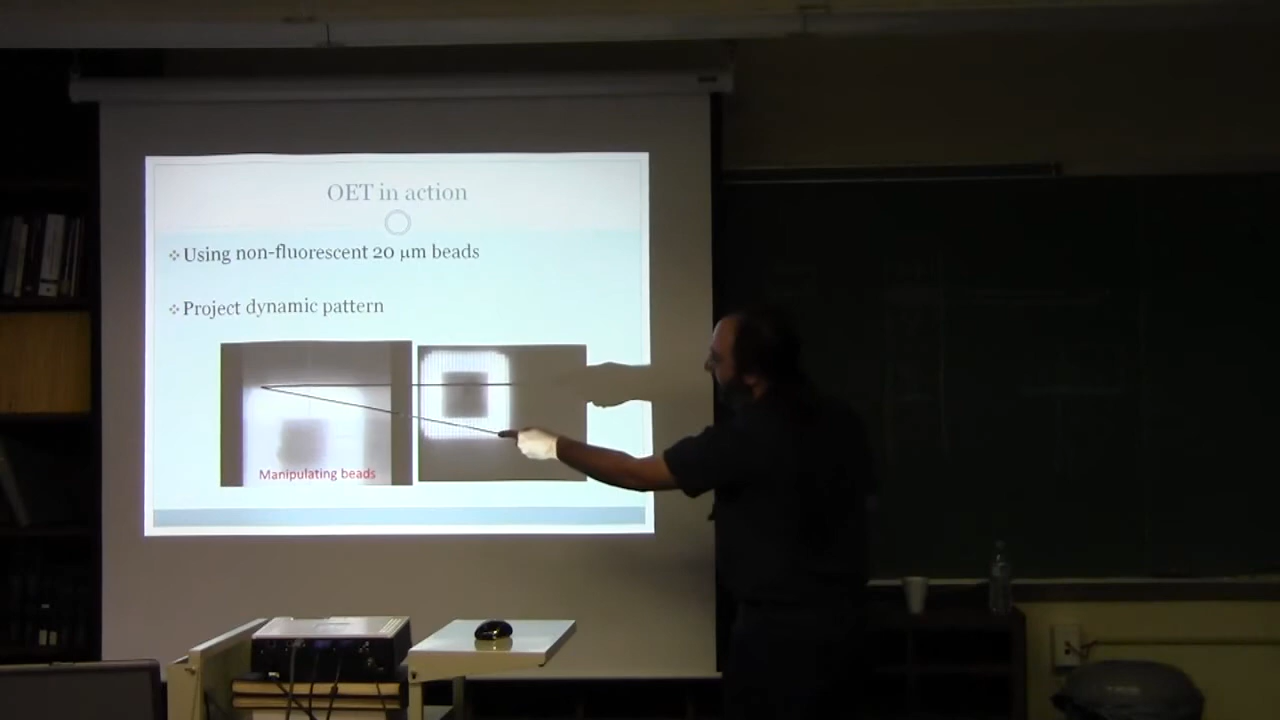 OET in action
Using non-fluorescent 20 μm beads
Project dynamic pattern
Manipulating beads